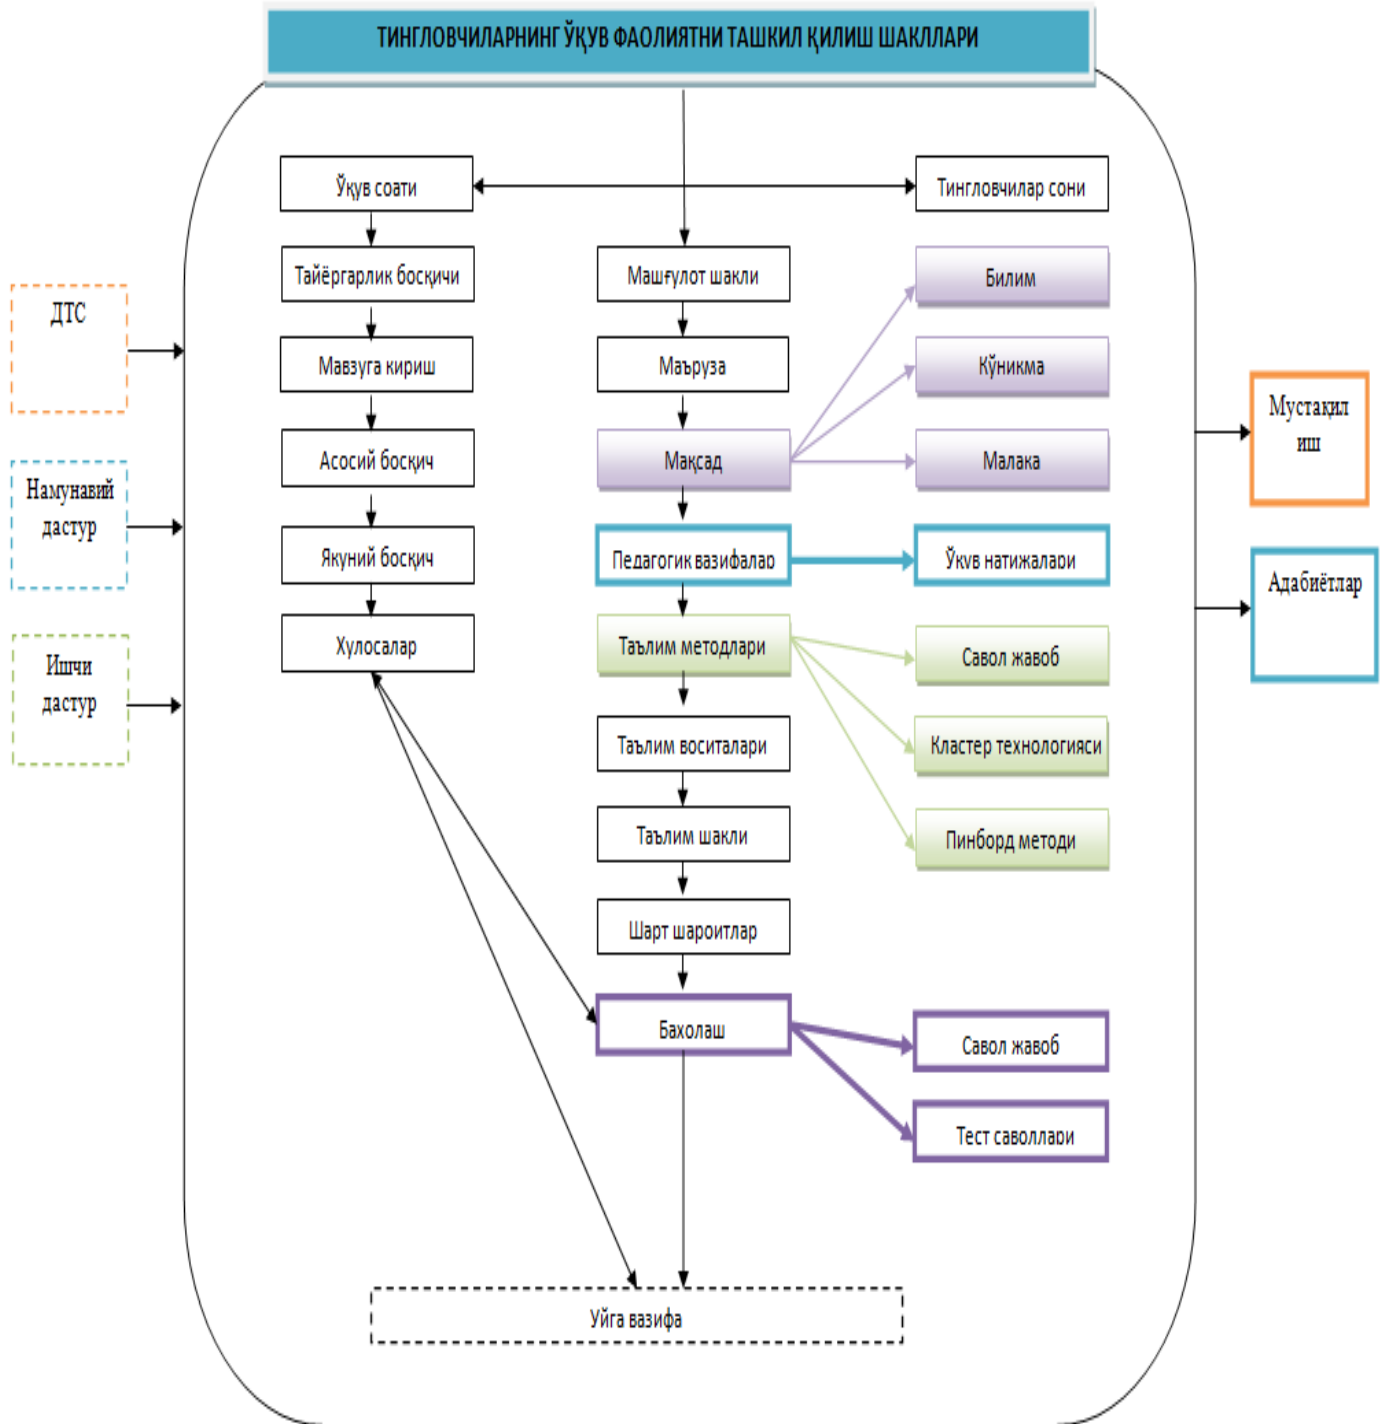 ТИНГЛОВЧИЛАРНИНГ ЎҚУВ ФАОЛИЯТНИ ТАШКИЛ ҚИЛИШ ШАКЛЛАРИ
Ўқув соати
Тингловчилар сони
Тайёргарлик босқичи
Машғулот шакли
Билим
ДТС
Мавзуга кириш
Маъруза
Кўникма
Мустақил
иш
Асосий босқич
Мақсад
Малака
Намунавий
дастур
Якуний босқич
Педагогик вазифалар
Ўқув натижалари
Адабиётлар
Хулосалар
Таълим методлари
Савол жавоб
Ишчи
дастур
Таълим воситалари
Кластер технологияси
Таълим шакли
Пинборд методи
Шарт шароитлар
Бахолаш
Савол жавоб
Тест саволлари
Уйга вазифа